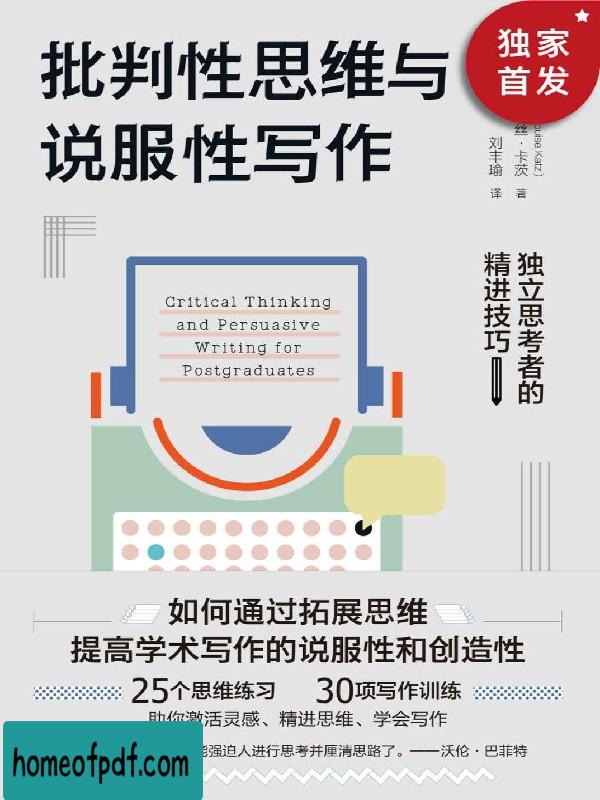 批判性思维与
说服性写作
独家
首发
丝·卡茨 著
刘丰瑜 译
uise Katz)
独立思考者的
精进技巧
Critical Thinking
and Persuasive
Writing for
Postgraduates
如何通过拓展思维
提高学术写作的说服性和创造性
25个思维练习 30项写作训练
助你激活灵感、精进思维、学会写作
能强迫人进行思考并厘清思路了。——沃伦·巴菲特
homeofpdf.com